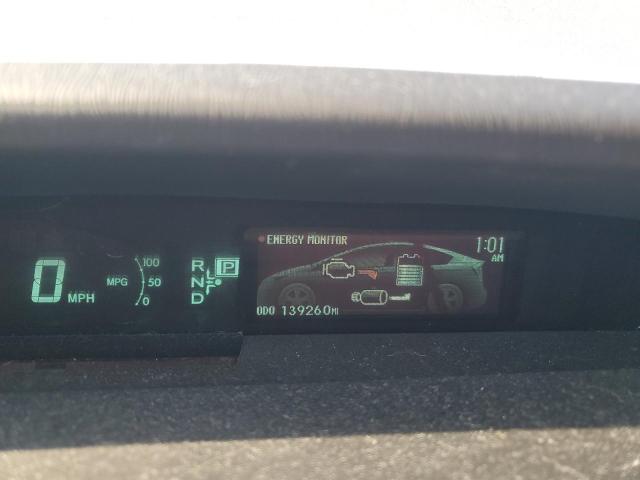 0 MPH
MPG
100
50
0
R
N
D
P
ENERGY MONITOR
1:01
AM
ODO 139260MI